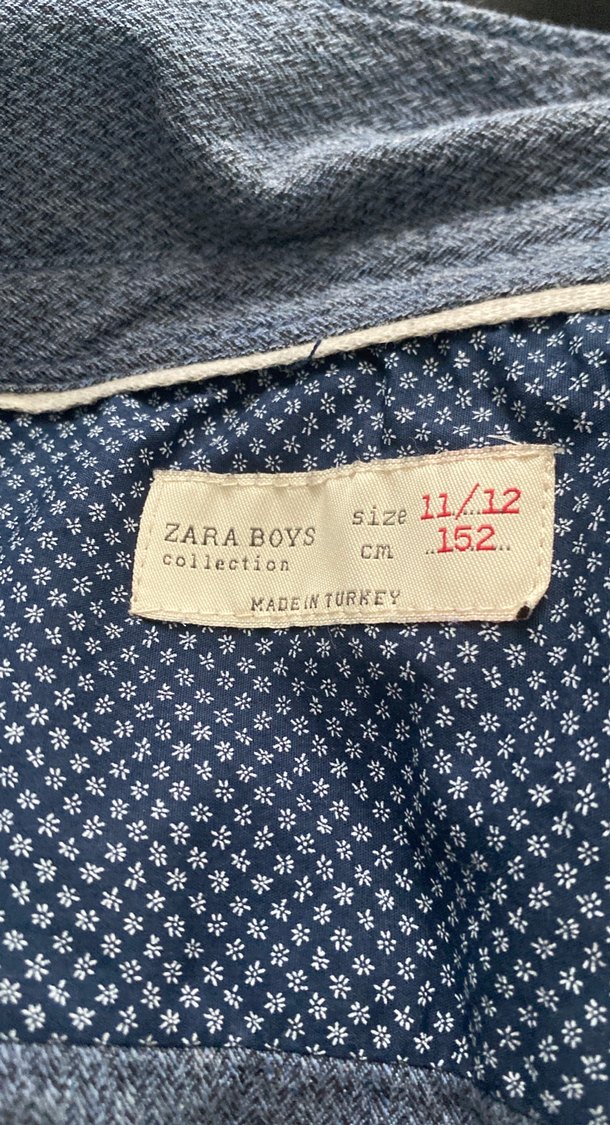 ZARA BOYS
collection
size 11/12
cm 152
MADE IN TURKEY